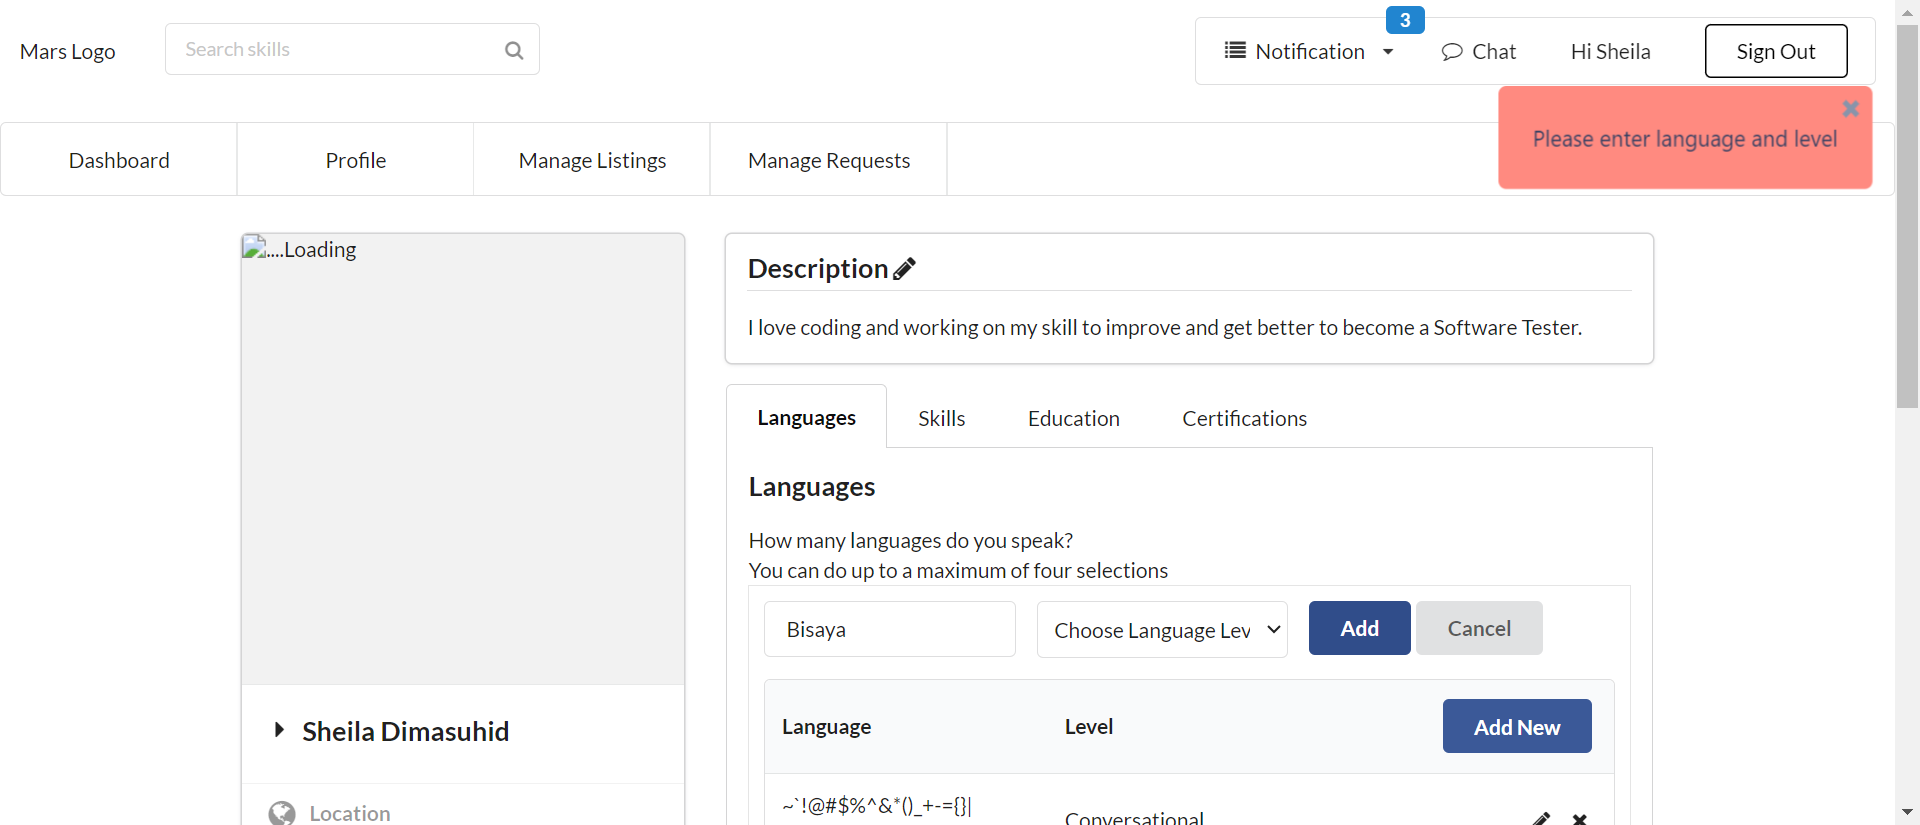 Mars Logo
Search skills
3
Notification
Chat
Hi Sheila
Sign Out
Please enter language and level
Dashboard
Profile
Manage Listings
Manage Requests
....Loading
Description
I love coding and working on my skill to improve and get better to become a Software Tester.
Languages
Skills
Education
Certifications
Languages
How many languages do you speak?
You can do up to a maximum of four selections
Bisaya
Choose Language Lev
Add
Cancel
Language
Level
Add New
~`!@#$%^&*()_+-={}|
Conversational
Sheila Dimasuhid
Location